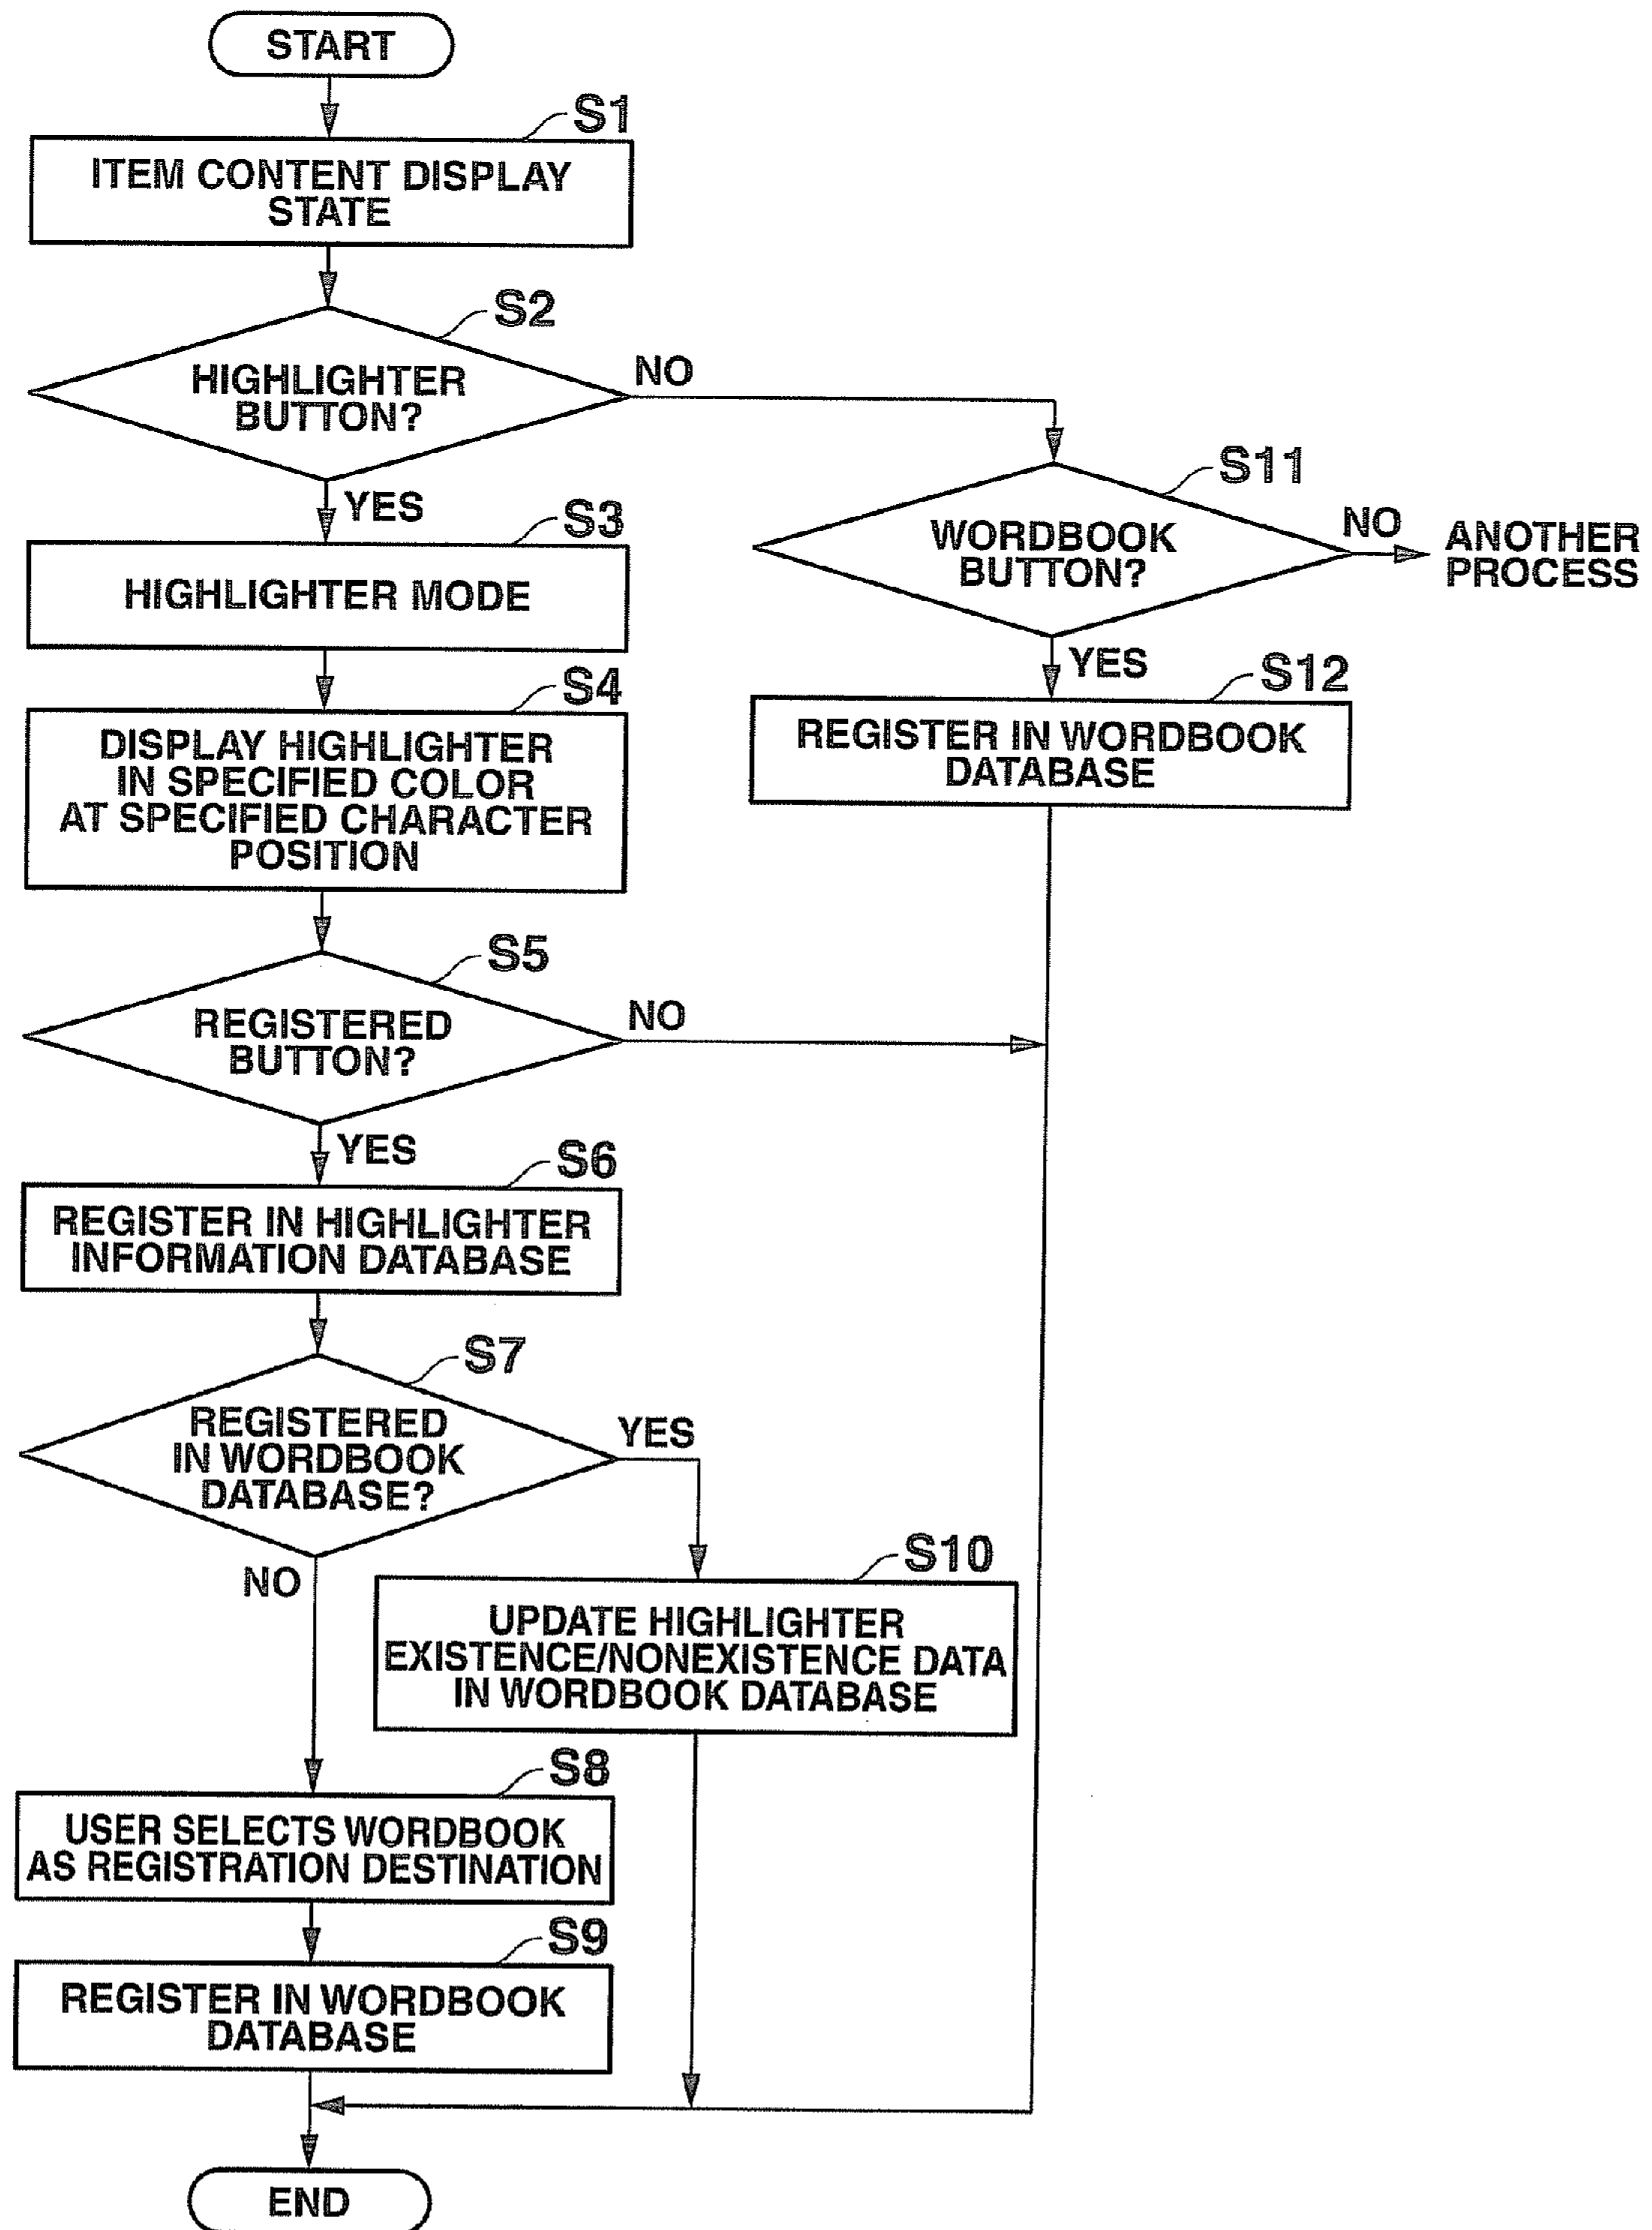 START
S1
ITEM CONTENT DISPLAY
STATE
S2
HIGHLIGHTER
BUTTON?
NO
YES
S11
WORDBOOK
BUTTON?
NO
ANOTHER
PROCESS
YES
S3
HIGHLIGHTER MODE
S12
REGISTER IN WORDBOOK
DATABASE
S4
DISPLAY HIGHLIGHTER
IN SPECIFIED COLOR
AT SPECIFIED CHARACTER
POSITION
S5
REGISTERED
BUTTON?
NO
YES
S6
REGISTER IN HIGHLIGHTER
INFORMATION DATABASE
S7
REGISTERED
IN WORDBOOK
DATABASE?
YES
NO
S10
UPDATE HIGHLIGHTER
EXISTENCE/NONEXISTENCE DATA
IN WORDBOOK DATABASE
S8
USER SELECTS WORDBOOK
AS REGISTRATION DESTINATION
S9
REGISTER IN WORDBOOK
DATABASE
END